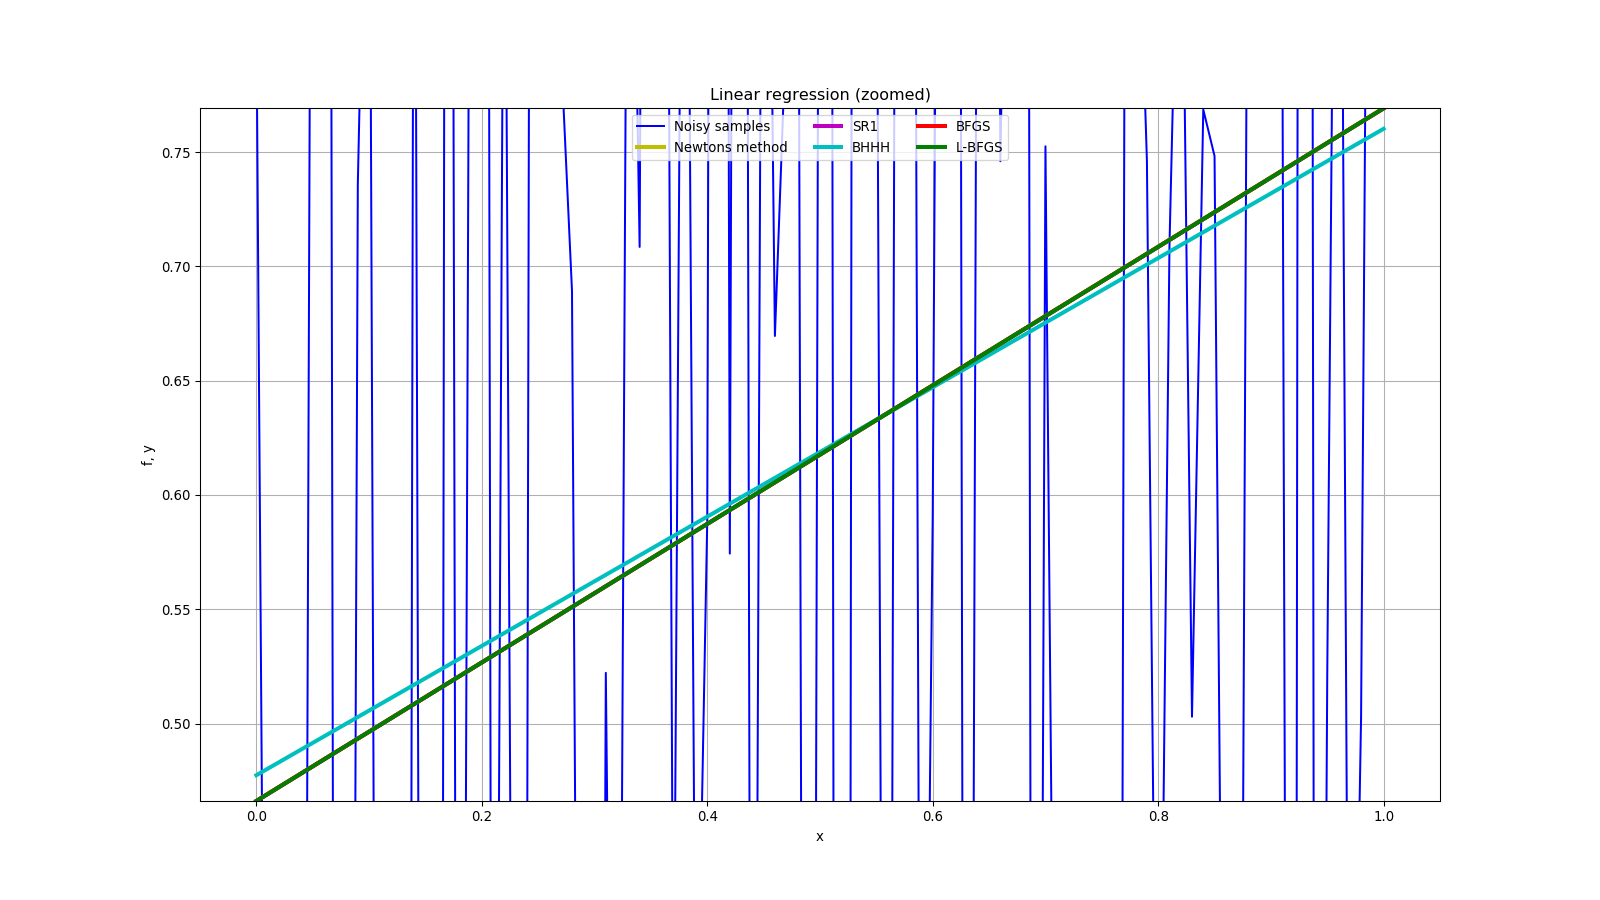 Linear regression (zoomed)
Noisy samples SR1 BFGS
Newtons method BHHH L-BFGS
0.75
0.70
0.65
0.60
0.55
0.50
f, y
0.0 0.2 0.4 0.6 0.8 1.0
x